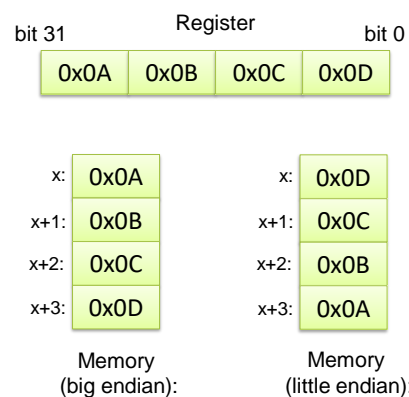 Register
bit 31 bit 0
0x0A 0x0B 0x0C 0x0D
x: 0x0A x: 0x0D
x+1: 0x0B x+1: 0x0C
x+2: 0x0C x+2: 0x0B
x+3: 0x0D x+3: 0x0A
Memory Memory
(big endian): (little endian):